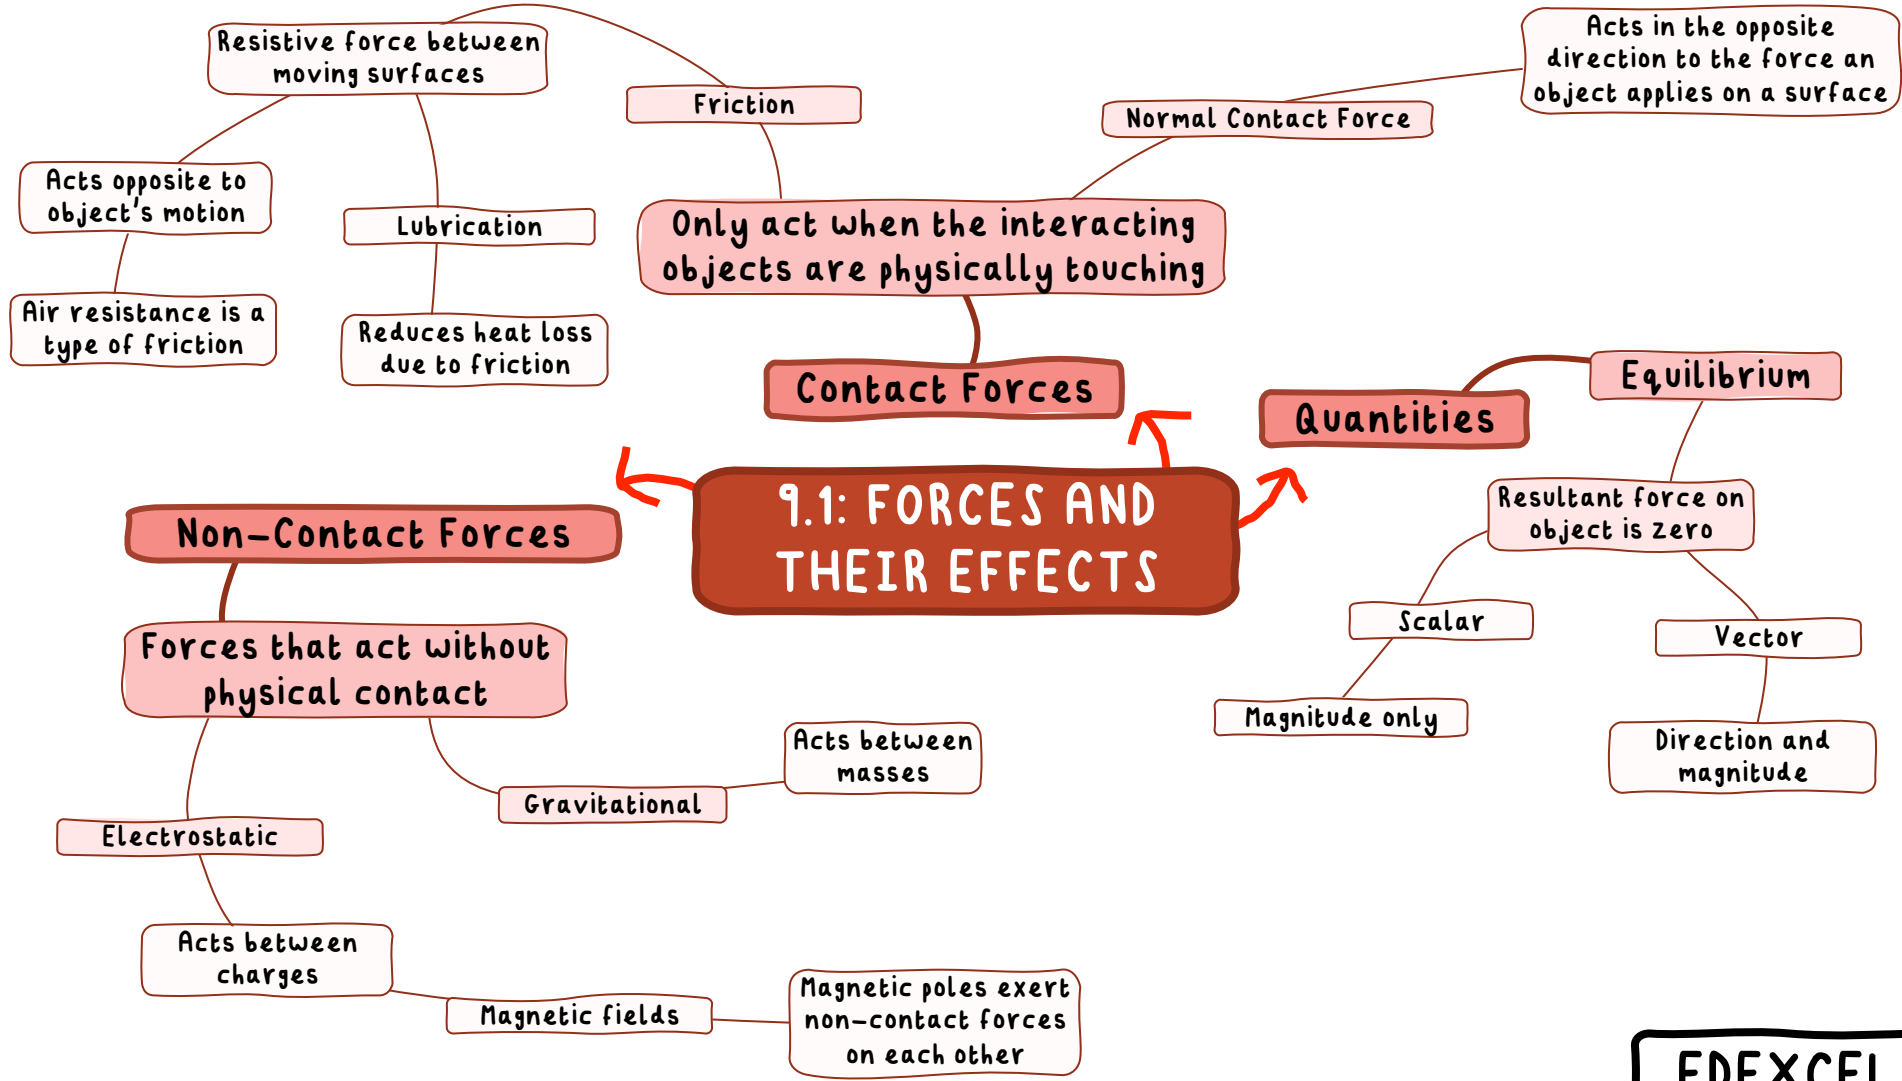 Resistive force between
moving surfaces
Friction
Normal Contact Force
Acts in the opposite
direction to the force an
object applies on a surface
Acts opposite to
object's motion
Lubrication
Only act when the interacting
objects are physically touching
Air resistance is a
type of friction
Reduces heat loss
due to friction
Contact Forces
Quantities
Equilibrium
Resultant force on
object is zero
9.1: FORCES AND
THEIR EFFECTS
Non-Contact Forces
Forces that act without
physical contact
Scalar
Vector
Magnitude only
Direction and
magnitude
Acts between
masses
Gravitational
Electrostatic
Acts between
charges
Magnetic fields
Magnetic poles exert
non-contact forces
on each other
EDEXCEL